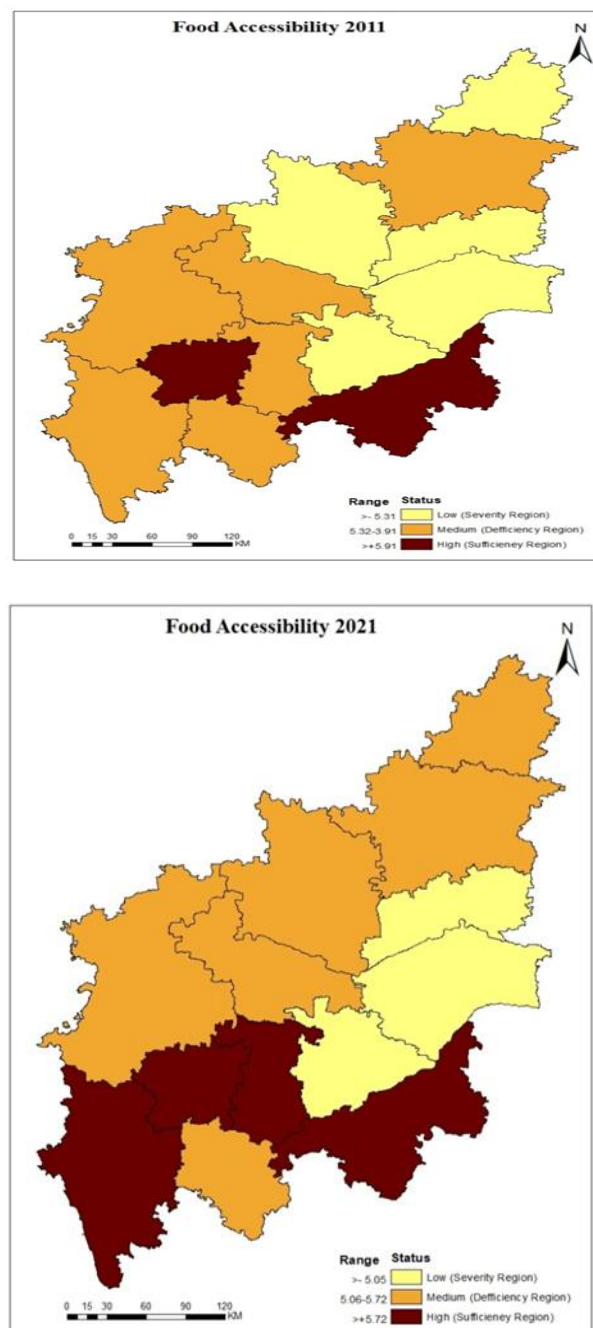 Food Accessibility 2011
N
Range Status
>- 5.31 Low (Severity Region)
5.32-3.91 Medium (Defficiency Region)
>+5.91 High (Sufficieney Region)
0 15 30 60 90 120
KM
Food Accessibility 2021
N
Range Status
>- 5.05 Low (Severity Region)
5.06-5.72 Medium (Defficiency Region)
>+5.72 High (Sufficieney Region)
0 15 30 60 90 120
KM